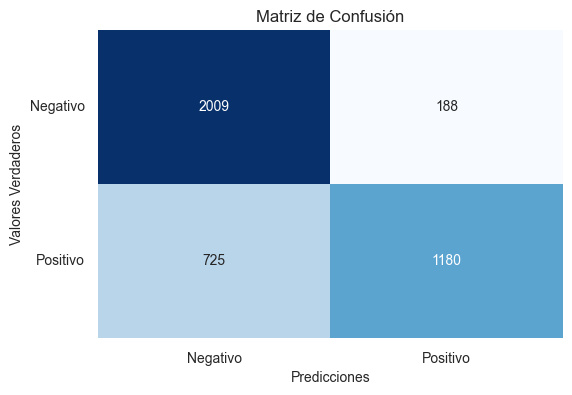 Matriz de Confusión
Valores Verdaderos
Negativo
2009
188
Positivo
725
1180
Negativo
Positivo
Predicciones